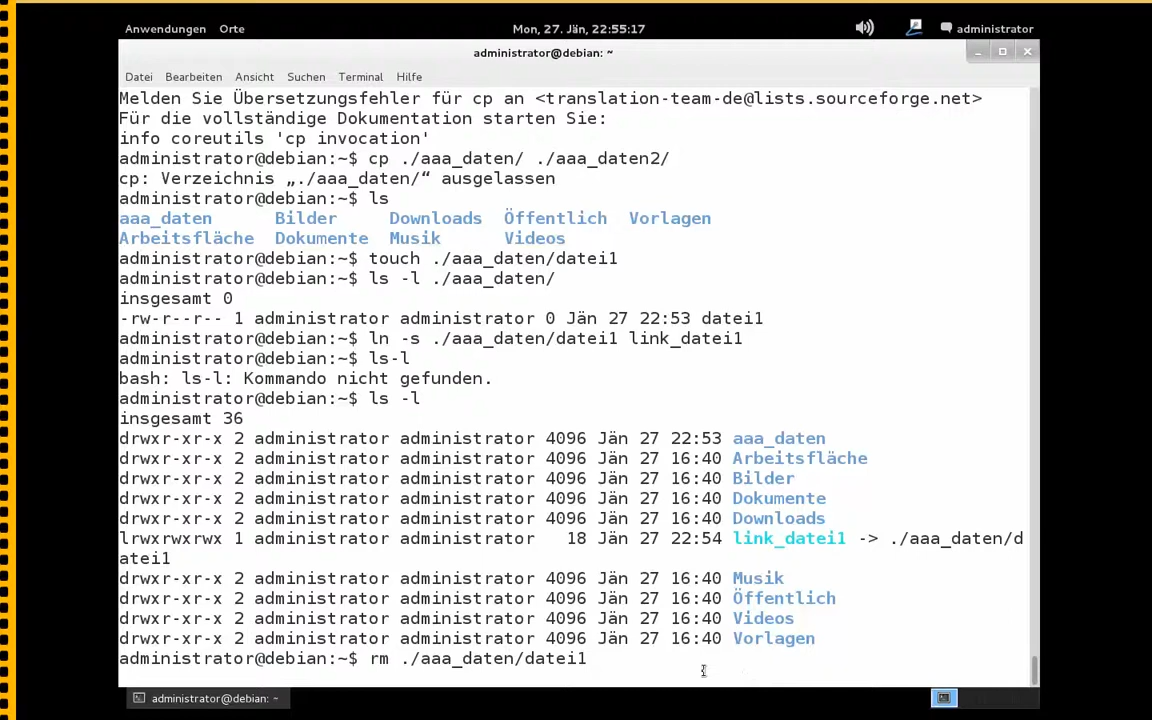 Anwendungen Orte Mon, 27. Jän, 22:55:17 administrator
administrator@debian: ~
Datei Bearbeiten Ansicht Suchen Terminal Hilfe
Melden Sie Übersetzungsfehler für cp an <translation-team-de@lists.sourceforge.net>
Für die vollständige Dokumentation starten Sie:
info coreutils 'cp invocation'
administrator@debian:~$ cp ./aaa_daten/ ./aaa_daten2/
cp: Verzeichnis „./aaa_daten/“ ausgelassen
administrator@debian:~$ ls
aaa_daten Bilder Downloads Öffentlich Vorlagen
Arbeitsfläche Dokumente Musik Videos
administrator@debian:~$ touch ./aaa_daten/datei1
administrator@debian:~$ ls -l ./aaa_daten/
insgesamt 0
-rw-r--r-- 1 administrator administrator 0 Jän 27 22:53 datei1
administrator@debian:~$ ln -s ./aaa_daten/datei1 link_datei1
administrator@debian:~$ ls-l
bash: ls-l: Kommando nicht gefunden.
administrator@debian:~$ ls -l
insgesamt 36
drwxr-xr-x 2 administrator administrator 4096 Jän 27 22:53 aaa_daten
drwxr-xr-x 2 administrator administrator 4096 Jän 27 16:40 Arbeitsfläche
drwxr-xr-x 2 administrator administrator 4096 Jän 27 16:40 Bilder
drwxr-xr-x 2 administrator administrator 4096 Jän 27 16:40 Dokumente
drwxr-xr-x 2 administrator administrator 4096 Jän 27 16:40 Downloads
lrwxrwxrwx 1 administrator administrator 18 Jän 27 22:54 link_datei1 -> ./aaa_daten/d
atei1
drwxr-xr-x 2 administrator administrator 4096 Jän 27 16:40 Musik
drwxr-xr-x 2 administrator administrator 4096 Jän 27 16:40 Öffentlich
drwxr-xr-x 2 administrator administrator 4096 Jän 27 16:40 Videos
drwxr-xr-x 2 administrator administrator 4096 Jän 27 16:40 Vorlagen
administrator@debian:~$ rm ./aaa_daten/datei1
administrator@debian: ~